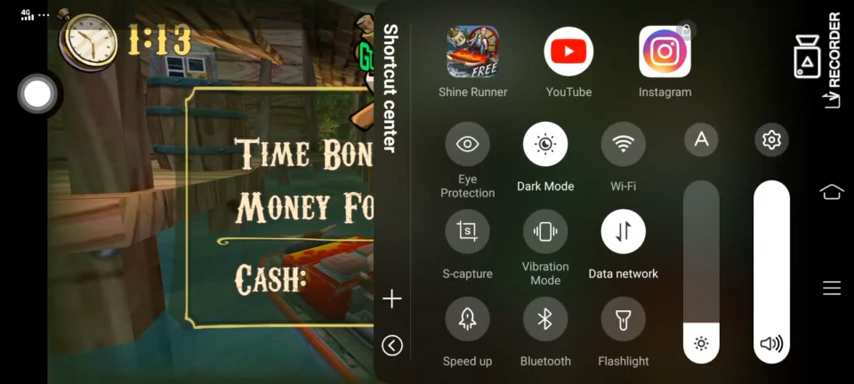 4G
1:13
TIME BON
MONEY FO
CASH:
Shortcut center
FREE
Shine Runner
YouTube
Instagram
A
Eye
Protection
Dark Mode
Wi-Fi
S
S-capture
Vibration
Mode
Data network
Speed up
Bluetooth
Flashlight
V RECORDER